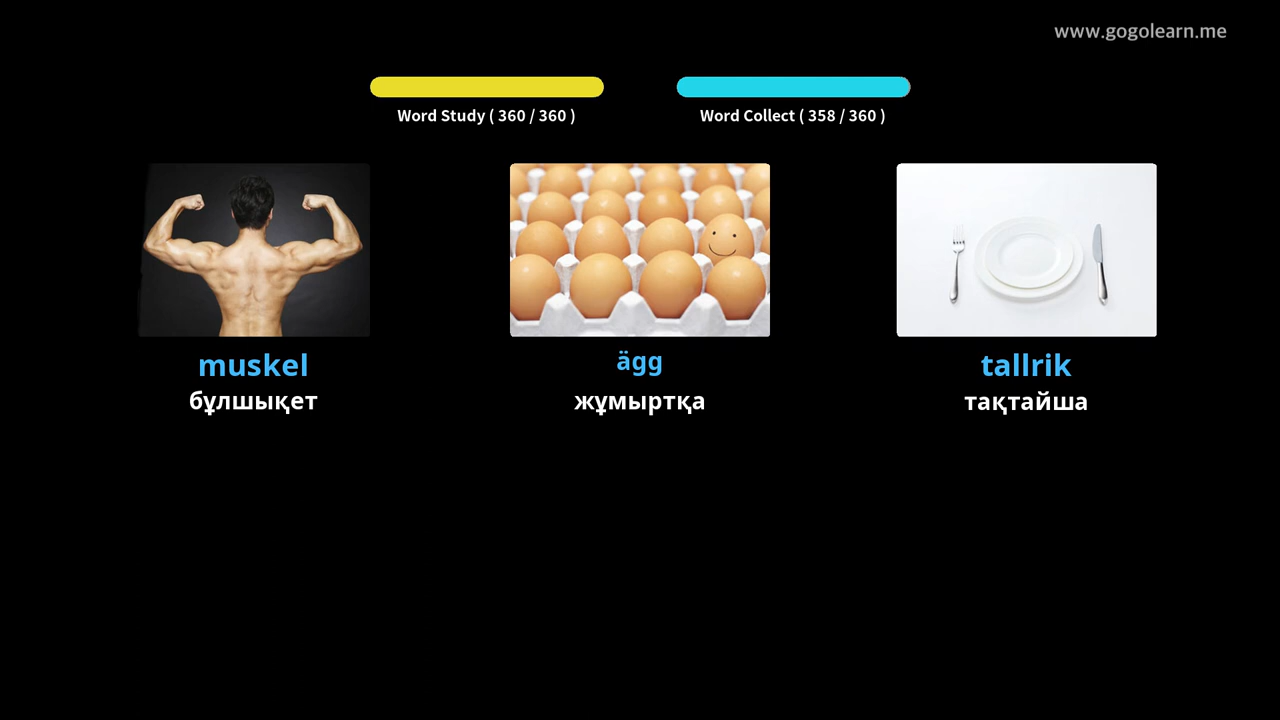 www.gogolearn.me
Word Study ( 360 / 360 )
Word Collect ( 358 / 360 )
muskel
ägg
tallrik
бұлшықет
жұмыртқа
тақтайша